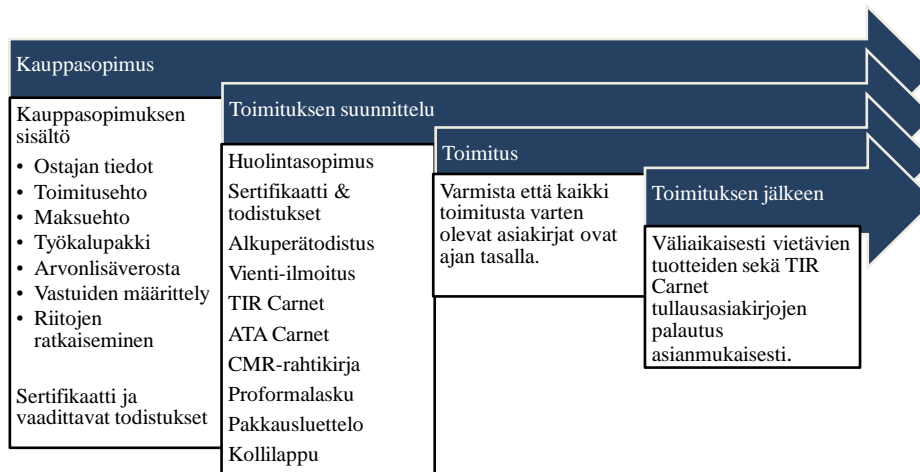 Kauppasopimus
Kauppasopimuksen
sisältö
• Ostajan tiedot
• Toimitusehto
• Maksuehto
• Työkalupakki
• Arvonlisäverosta
• Vastuiden määrittely
• Riitojen
ratkaiseminen
Sertifikaatti ja
vaadittavat todistukset
Toimituksen suunnittelu
Huolintasopimus
Sertifikaatti &
todistukset
Alkuperätodistus
Vienti-ilmoitus
TIR Carnet
ATA Carnet
CMR-rahtikirja
Proformalasku
Pakkausluettelo
Kollilappu
Toimitus
Varmista että kaikki
toimitusta varten
olevat asiakirjat ovat
ajan tasalla.
Toimituksen jälkeen
Väliaikaisesti vietävien
tuotteiden sekä TIR
Carnet
tullausasiakirjojen
palautus
asianmukaisesti.